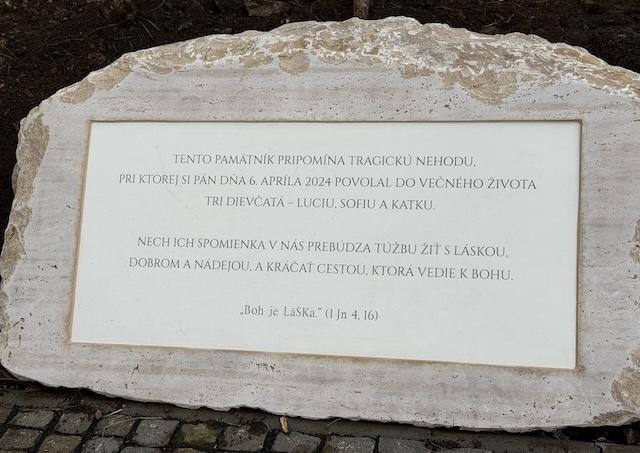 TENTO PAMÄTNÍK PRIPOMÍNA TRAGICKÚ NEHODU,
PRI KTOREJ SI PÁN DŇA 6. APRÍLA 2024 POVOLAL DO VEČNÉHO ŽIVOTA
TRI DIEVČATÁ – LUCIU, SOFIU A KATKU.
NECH ICH SPOMIENKA V NÁS PREBÚDZA TÚŽBU ŽIŤ S LÁSKOU,
DOBROM A NÁDEJOU, A KRÁČAŤ CESTOU, KTORÁ VEDIE K BOHU.
„Boh je LáSKa.“ (1 Jn 4, 16)